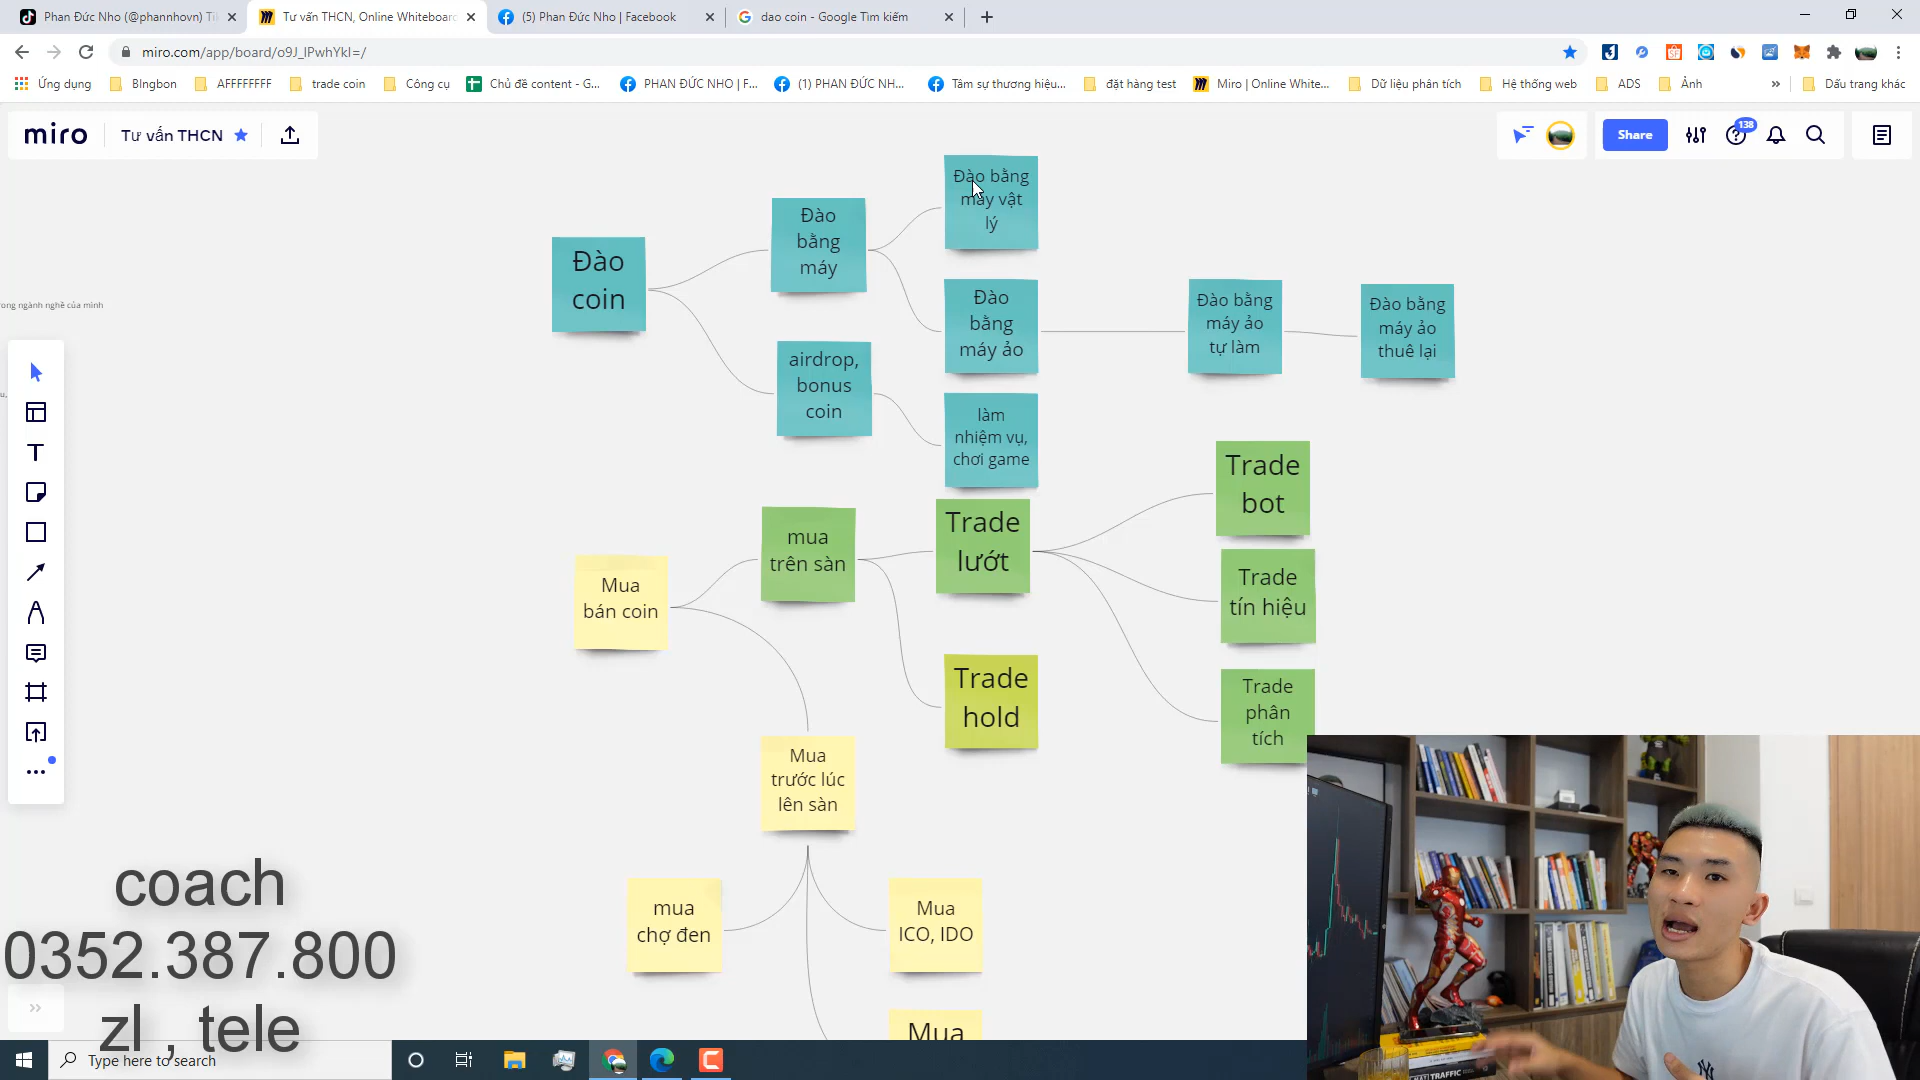 Phan Đức Nho (@phannhovn) Ti
Tư vấn THCN, Online Whiteboard
(5) Phan Đức Nho | Facebook
dao coin - Google Tìm kiếm
miro.com/app/board/o9J_lPwhYkI=/
Ứng dụng
BIngbon
AFFFFFFFF
trade coin
Công cụ
Chủ đề content - G...
PHAN ĐỨC NHO | F...
(1) PHAN ĐỨC NH...
Tâm sự thương hiệu...
đặt hàng test
Miro | Online White...
Dữ liệu phân tích
Hệ thống web
ADS
Ảnh
»
Dấu trang khác
miro
Tư vấn THCN
Share
138
Đào bằng
máy vật
lý
Đào
bằng
máy
Đào
coin
Đào
bằng
máy ảo
Đào bằng
máy ảo
tự làm
Đào bằng
máy ảo
thuê lại
rong ngành nghề của mình
airdrop,
bonus
coin
làm
nhiệm vụ,
chơi game
Trade
bot
mua
trên sàn
Trade
lướt
Mua
bán coin
Trade
tín hiệu
Trade
hold
Trade
phân
tích
Mua
trước lúc
lên sàn
mua
chợ đen
Mua
ICO, IDO
Mua
coach
0352.387.800
zl , tele
Type here to search
TRAFFIC